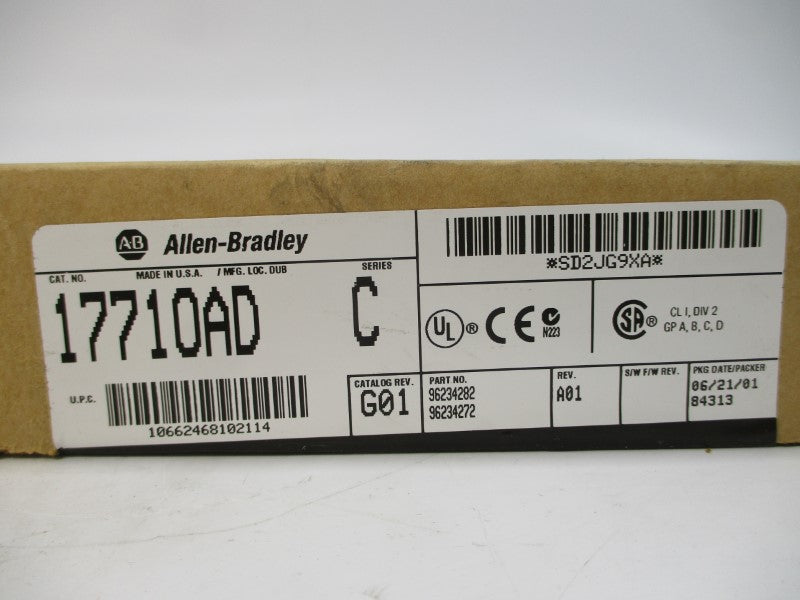 AB Allen-Bradley
CAT. NO. MADE IN U.S.A. / MFG. LOC. DUB SERIES
1771OAD C
U.P.C.
10662468102114
CATALOG REV.
G01
*SD2JG9XA*
UL ® CE N223
SA ® CL I, DIV 2
GP A, B, C, D
PART NO.
96234282
96234272
REV.
A01
S/W F/W REV.
PKG DATE/PACKER
06/21/01
84313